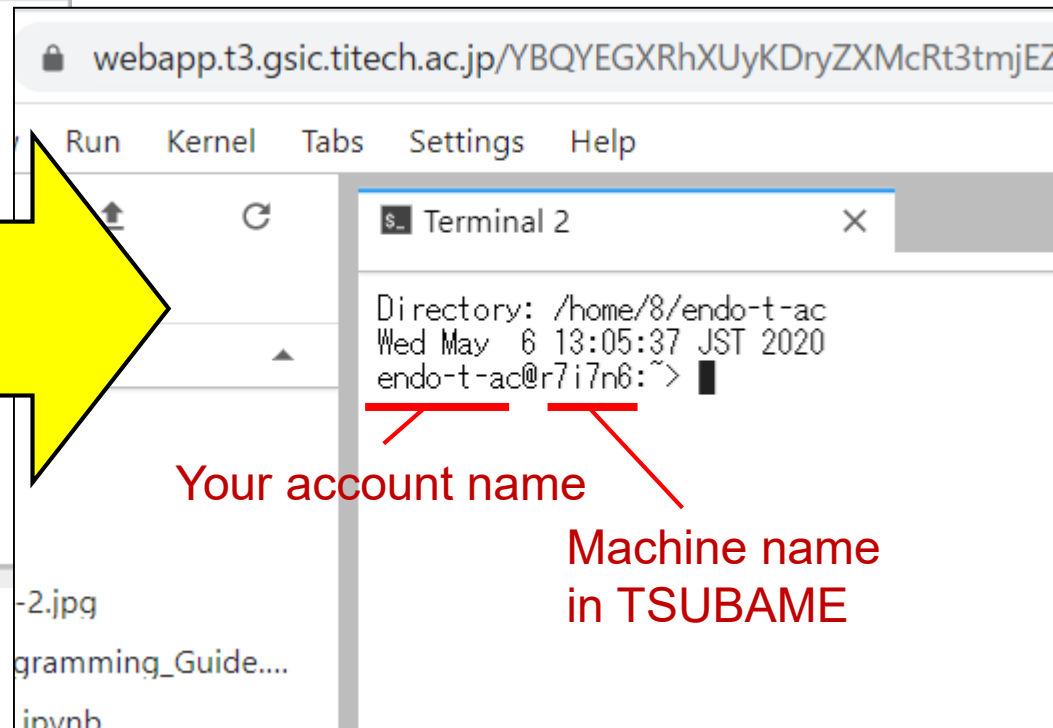 webapp.t3.gsic.titech.ac.jp/YBQYEGXRhXUyKDryZXMcRt3tmjEZ
Run Kernel Tabs Settings Help
Terminal 2
Directory: /home/8/endo-t-ac
Wed May  6 13:05:37 JST 2020
endo-t-ac@r7i7n6:~>
Your account name
Machine name
in TSUBAME
-2.jpg
gramming_Guide....
.ipynb